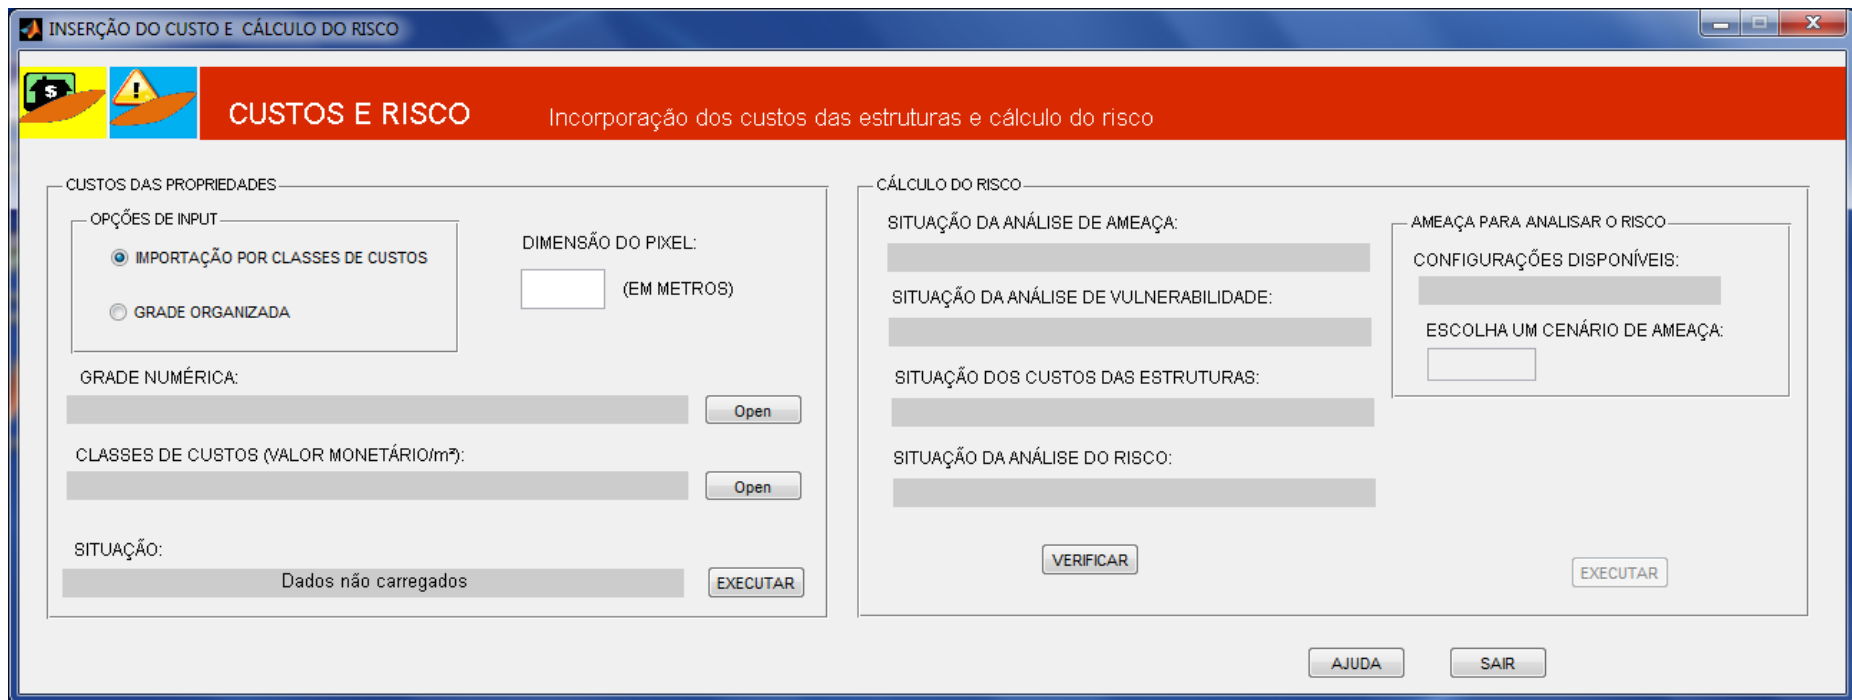 INSERÇÃO DO CUSTO E CÁLCULO DO RISCO
$
!
CUSTOS E RISCO
Incorporação dos custos das estruturas e cálculo do risco
CUSTOS DAS PROPRIEDADES
OPÇÕES DE INPUT
IMPORTAÇÃO POR CLASSES DE CUSTOS
GRADE ORGANIZADA
DIMENSÃO DO PIXEL:
(EM METROS)
GRADE NUMÉRICA:
Open
CLASSES DE CUSTOS (VALOR MONETÁRIO/m²):
Open
SITUAÇÃO:
Dados não carregados
EXECUTAR
CÁLCULO DO RISCO
SITUAÇÃO DA ANÁLISE DE AMEAÇA:
SITUAÇÃO DA ANÁLISE DE VULNERABILIDADE:
SITUAÇÃO DOS CUSTOS DAS ESTRUTURAS:
SITUAÇÃO DA ANÁLISE DO RISCO:
VERIFICAR
AMEAÇA PARA ANALISAR O RISCO
CONFIGURAÇÕES DISPONÍVEIS:
ESCOLHA UM CENÁRIO DE AMEAÇA:
EXECUTAR
AJUDA
SAIR